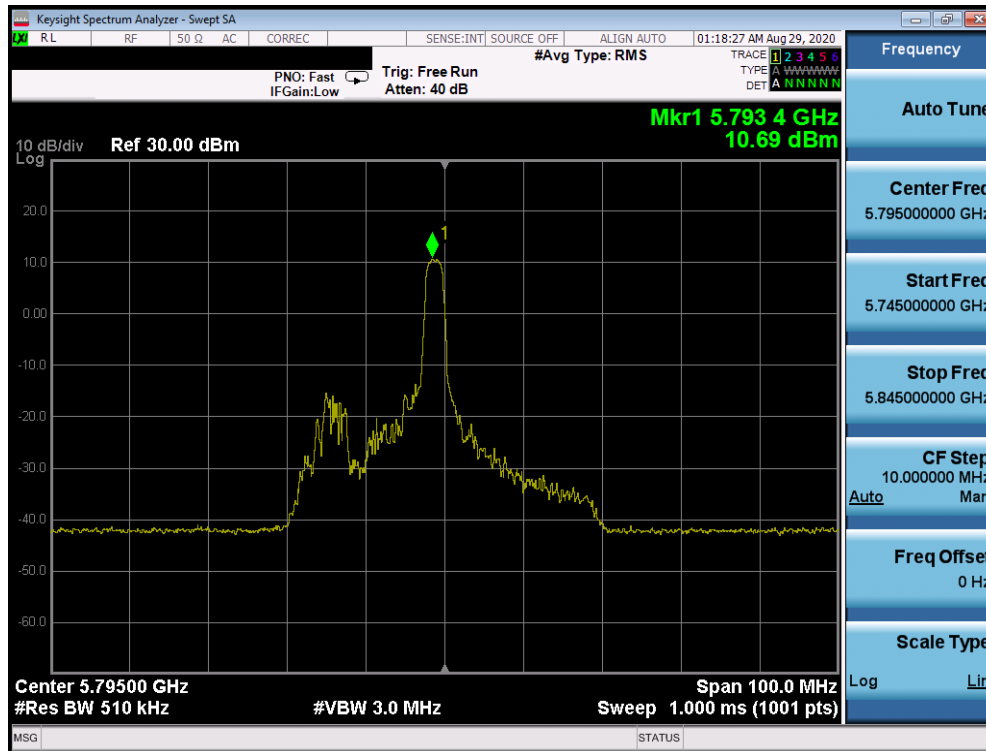 Keysight Spectrum Analyzer - Swept SA
LXI RL RF 50 Ω AC CORREC SENSE:INT SOURCE OFF ALIGN AUTO 01:18:27 AM Aug 29, 2020
#Avg Type: RMS
TRACE 1 2 3 4 5 6
TYPE A WWWWW
DET A N N N N N
PNO: Fast
IFGain:Low
Trig: Free Run
Atten: 40 dB
Mkr1 5.793 4 GHz
10.69 dBm
10 dB/div Ref 30.00 dBm
Log
1
20.0
10.0
0.00
-10.0
-20.0
-30.0
-40.0
-50.0
-60.0
Center 5.79500 GHz Span 100.0 MHz
#Res BW 510 kHz #VBW 3.0 MHz Sweep 1.000 ms (1001 pts)
MSG STATUS
Frequency
Auto Tune
Center Freq
5.795000000 GHz
Start Freq
5.745000000 GHz
Stop Freq
5.845000000 GHz
CF Step
10.000000 MHz
Auto Man
Freq Offset
0 Hz
Scale Type
Log Lin